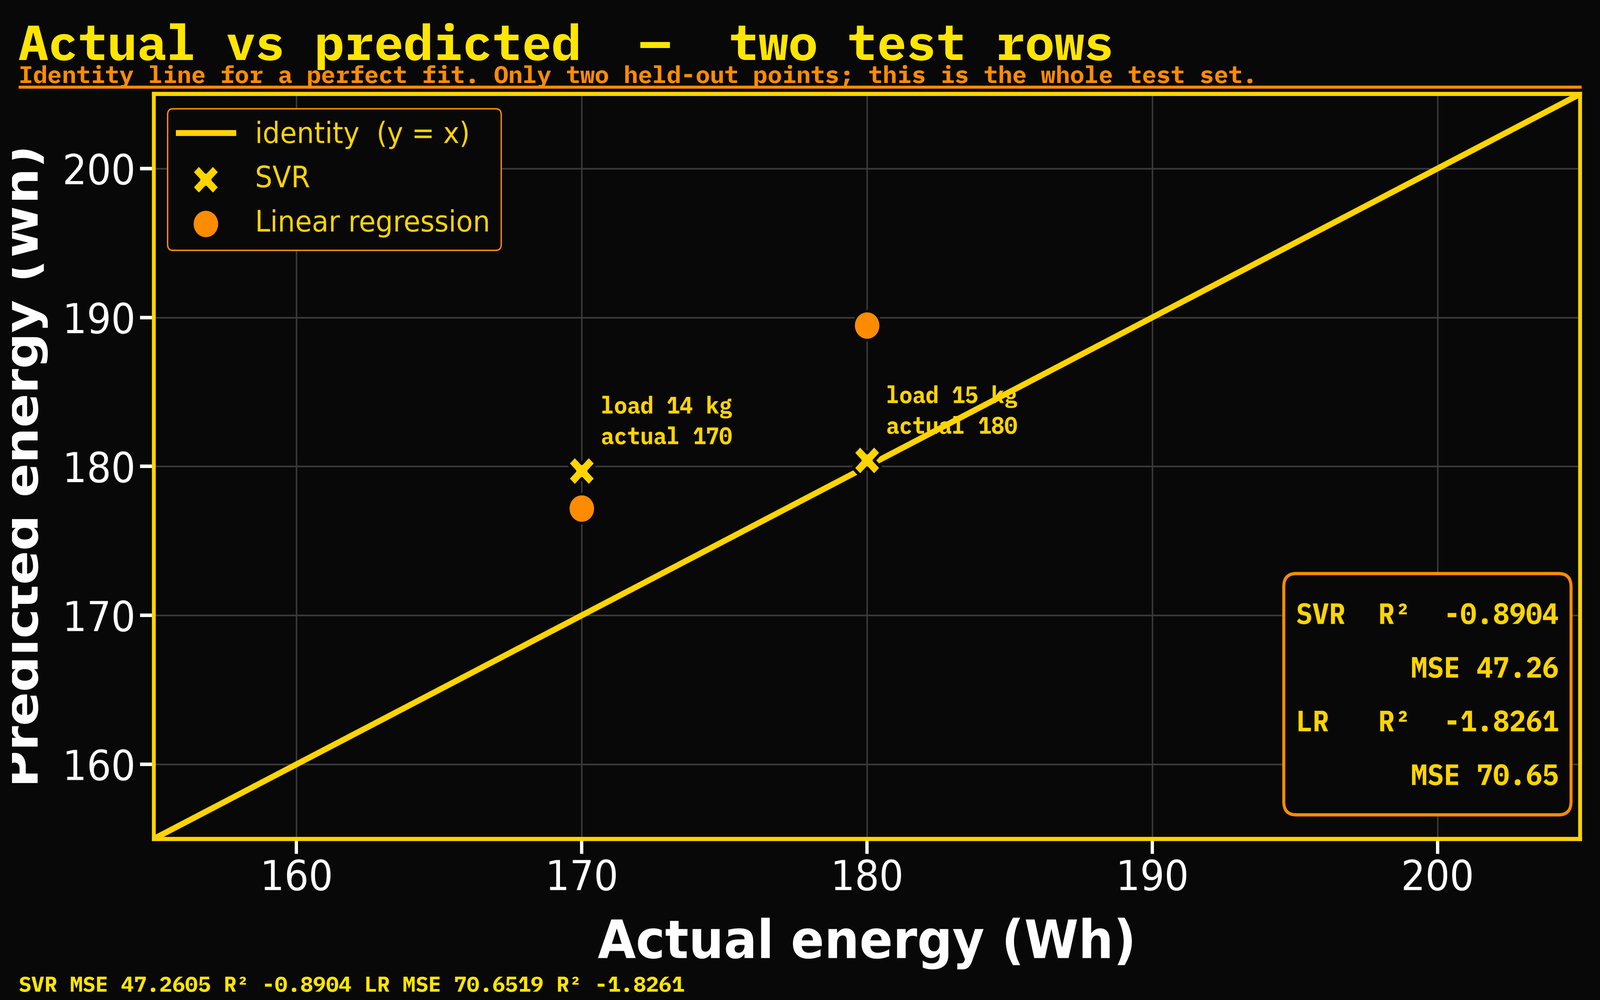 Actual vs predicted — two test rows
Identity line for a perfect fit. Only two held-out points; this is the whole test set.
identity (y = x)
SVR
Linear regression
Predicted energy (Wh)
200
190
180
170
160
load 14 kg
actual 170
load 15 kg
actual 180
SVR R² -0.8904
MSE 47.26
LR R² -1.8261
MSE 70.65
160
170
180
190
200
Actual energy (Wh)
SVR MSE 47.2605 R² -0.8904 LR MSE 70.6519 R² -1.8261